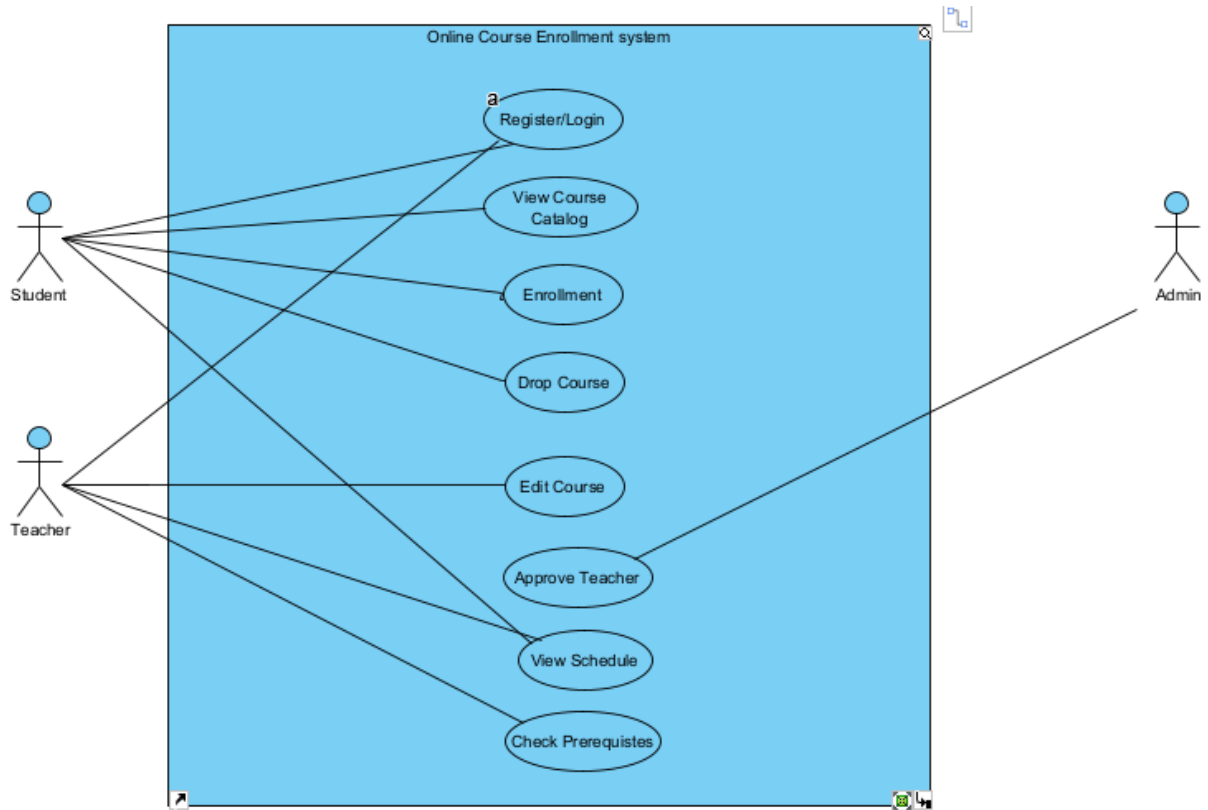 Online Course Enrollment system
a
Register/Login
View Course
Catalog
Student
Enrollment
Admin
Drop Course
Edit Course
Teacher
Approve Teacher
View Schedule
Check Prerequistes